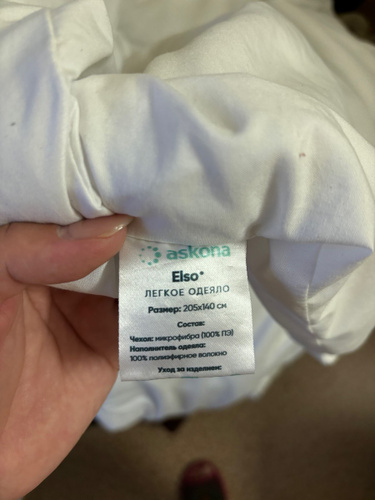 askona
Elso*
ЛЕГКОЕ ОДЕЯЛО
Размер: 205x140 см
Состав:
Чехол: микрофибра (100% ПЭ)
Наполнитель одеяла:
100% полиэфирное волокно
Уход за изделием: